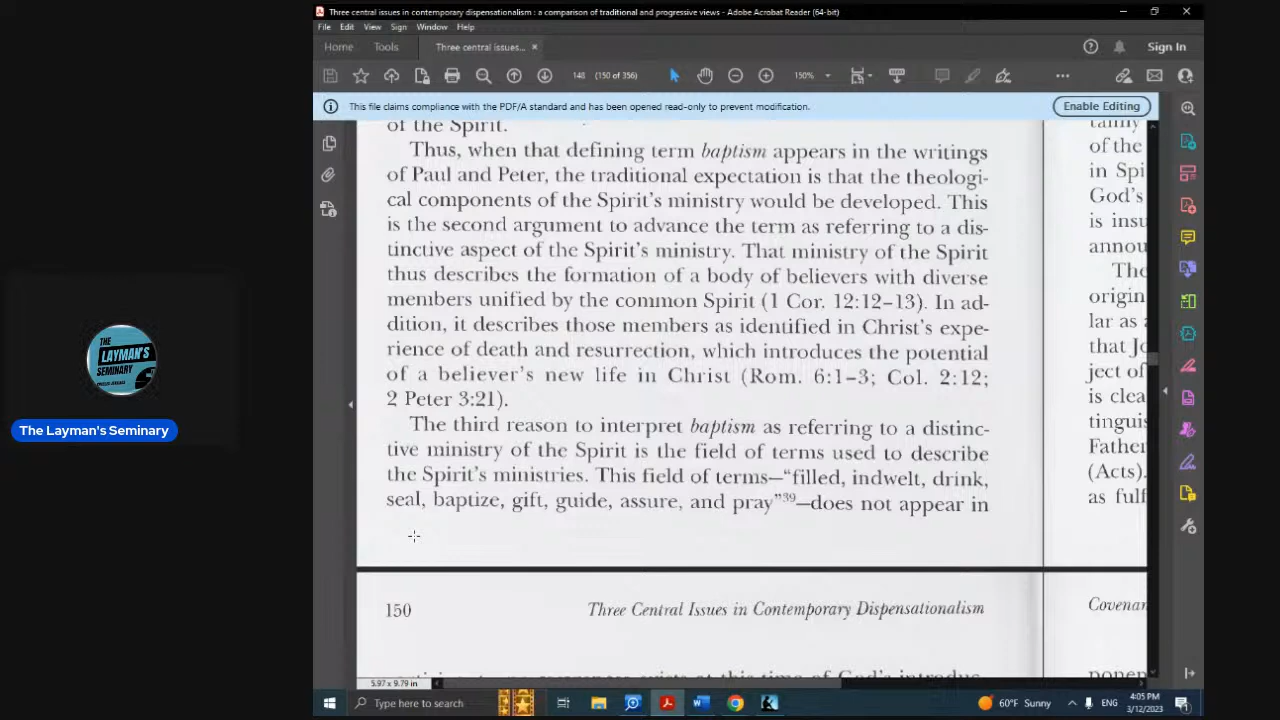 Three central issues in contemporary dispensationalism : a comparison of traditional and progressive views - Adobe Acrobat Reader (64-bit)
File Edit View Sign Window Help
Home Tools Three central issues... × Sign In
148 (150 of 356) 150%
This file claims compliance with the PDF/A standard and has been opened read-only to prevent modification. Enable Editing
of the Spirit.
Thus, when that defining term baptism appears in the writings
of Paul and Peter, the traditional expectation is that the theologi-
cal components of the Spirit's ministry would be developed. This
is the second argument to advance the term as referring to a dis-
tinctive aspect of the Spirit's ministry. That ministry of the Spirit
thus describes the formation of a body of believers with diverse
members unified by the common Spirit (1 Cor. 12:12–13). In ad-
dition, it describes those members as identified in Christ's expe-
rience of death and resurrection, which introduces the potential
of a believer's new life in Christ (Rom. 6:1–3; Col. 2:12;
2 Peter 3:21).
The third reason to interpret baptism as referring to a distinc-
tive ministry of the Spirit is the field of terms used to describe
the Spirit's ministries. This field of terms—“filled, indwelt, drink,
seal, baptize, gift, guide, assure, and pray”39—does not appear in
150 Three Central Issues in Contemporary Dispensationalism
of the
in Spi
God's
is insu
annou
The
origin
lar as
that Jo
ject of
is clea
tinguis
Father
(Acts).
as fulf
Covenan
ponen
5.97 x 9.79 in
THE
LAYMAN'S
SEMINARY
The Layman's Seminary
Type here to search
60°F Sunny
ENG
4:05 PM
3/12/2023